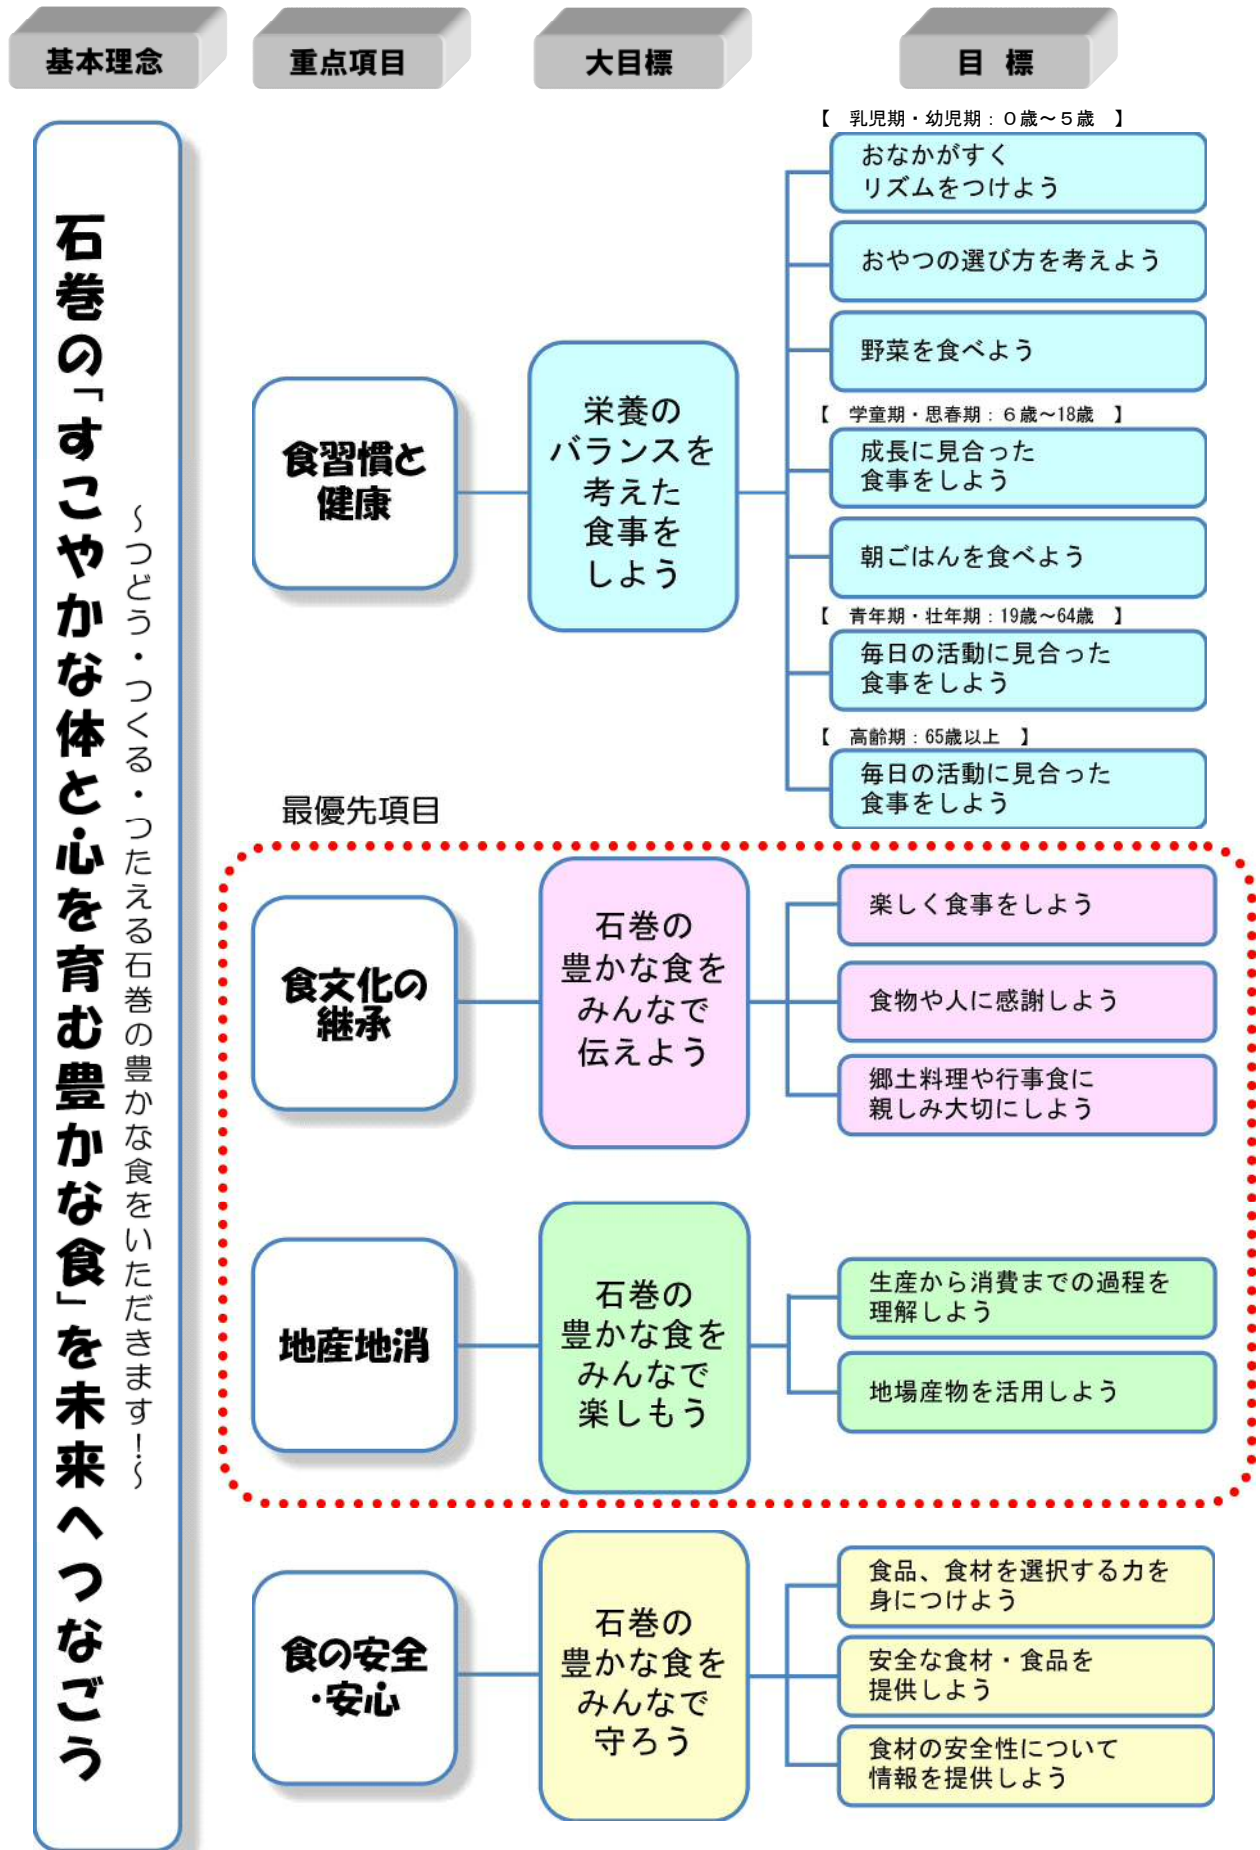 基本理念
重点項目
大目標
目 標
石巻の「すこやかな体と心を育む豊かな食」を未来へつなごう
～つどう・つくる・つたえる石巻の豊かな食をいただきます！～
食習慣と
健康
栄養の
バランスを
考えた
食事を
しよう
【 乳児期・幼児期：０歳～５歳 】
おなかがすく
リズムをつけよう
おやつの選び方を考えよう
野菜を食べよう
【 学童期・思春期：６歳～18歳 】
成長に見合った
食事をしよう
朝ごはんを食べよう
【 青年期・壮年期：19歳～64歳 】
毎日の活動に見合った
食事をしよう
【 高齢期：65歳以上 】
毎日の活動に見合った
食事をしよう
最優先項目
食文化の
継承
石巻の
豊かな食を
みんなで
伝えよう
楽しく食事をしよう
食物や人に感謝しよう
郷土料理や行事食に
親しみ大切にしよう
地産地消
石巻の
豊かな食を
みんなで
楽しもう
生産から消費までの過程を
理解しよう
地場産物を活用しよう
食の安全
・安心
石巻の
豊かな食を
みんなで
守ろう
食品、食材を選択する力を
身につけよう
安全な食材・食品を
提供しよう
食材の安全性について
情報を提供しよう